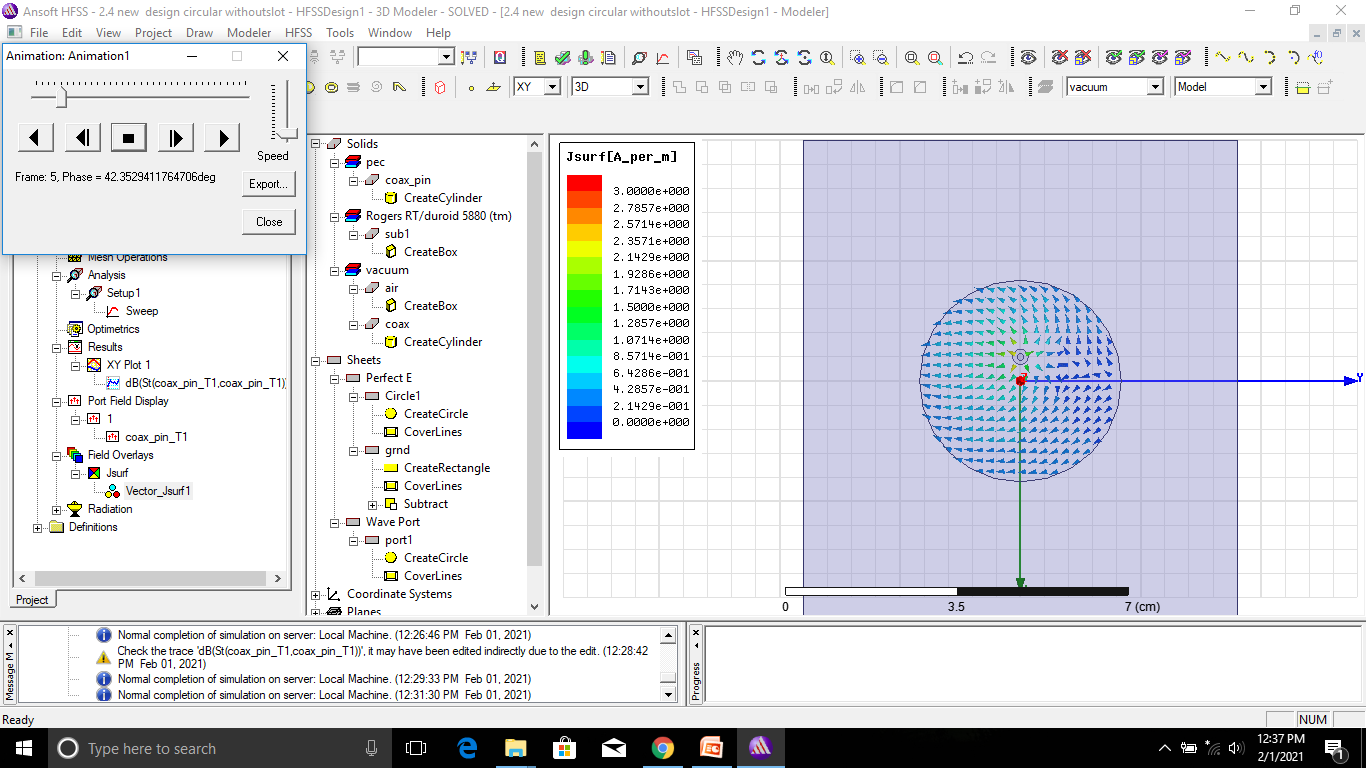 Ansoft HFSS - 2.4 new  design circular withoutslot - HFSSDesign1 - 3D Modeler - SOLVED - [2.4 new  design circular withoutslot - HFSSDesign1 - Modeler]
File Edit View Project Draw Modeler HFSS Tools Window Help
Animation: Animation1
Speed
Frame: 5, Phase = 42.3529411764706deg
Export...
Close
XY
3D
vacuum
Model
Mesh Operations
Analysis
Setup1
Sweep
Optimetrics
Results
XY Plot 1
dB(St(coax_pin_T1,coax_pin_T1))
Port Field Display
1
coax_pin_T1
Field Overlays
Jsurf
Vector_Jsurf1
Radiation
Definitions
Project
Solids
pec
coax_pin
CreateCylinder
Rogers RT/duroid 5880 (tm)
sub1
CreateBox
vacuum
air
CreateBox
coax
CreateCylinder
Sheets
Perfect E
Circle1
CreateCircle
CoverLines
grnd
CreateRectangle
CoverLines
Subtract
Wave Port
port1
CreateCircle
CoverLines
Coordinate Systems
Planes
Jsurf[A_per_m]
3.0000e+000
2.7857e+000
2.5714e+000
2.3571e+000
2.1429e+000
1.9286e+000
1.7143e+000
1.5000e+000
1.2857e+000
1.0714e+000
8.5714e-001
6.4286e-001
4.2857e-001
2.1429e-001
0.0000e+000
Y
0 3.5 7 (cm)
Message M
Normal completion of simulation on server: Local Machine. (12:26:46 PM  Feb 01, 2021)
Check the trace 'dB(St(coax_pin_T1,coax_pin_T1))', it may have been edited indirectly due to the edit. (12:28:42
PM  Feb 01, 2021)
Normal completion of simulation on server: Local Machine. (12:29:33 PM  Feb 01, 2021)
Normal completion of simulation on server: Local Machine. (12:31:30 PM  Feb 01, 2021)
Progress
Ready
NUM
Type here to search
12:37 PM
2/1/2021
1